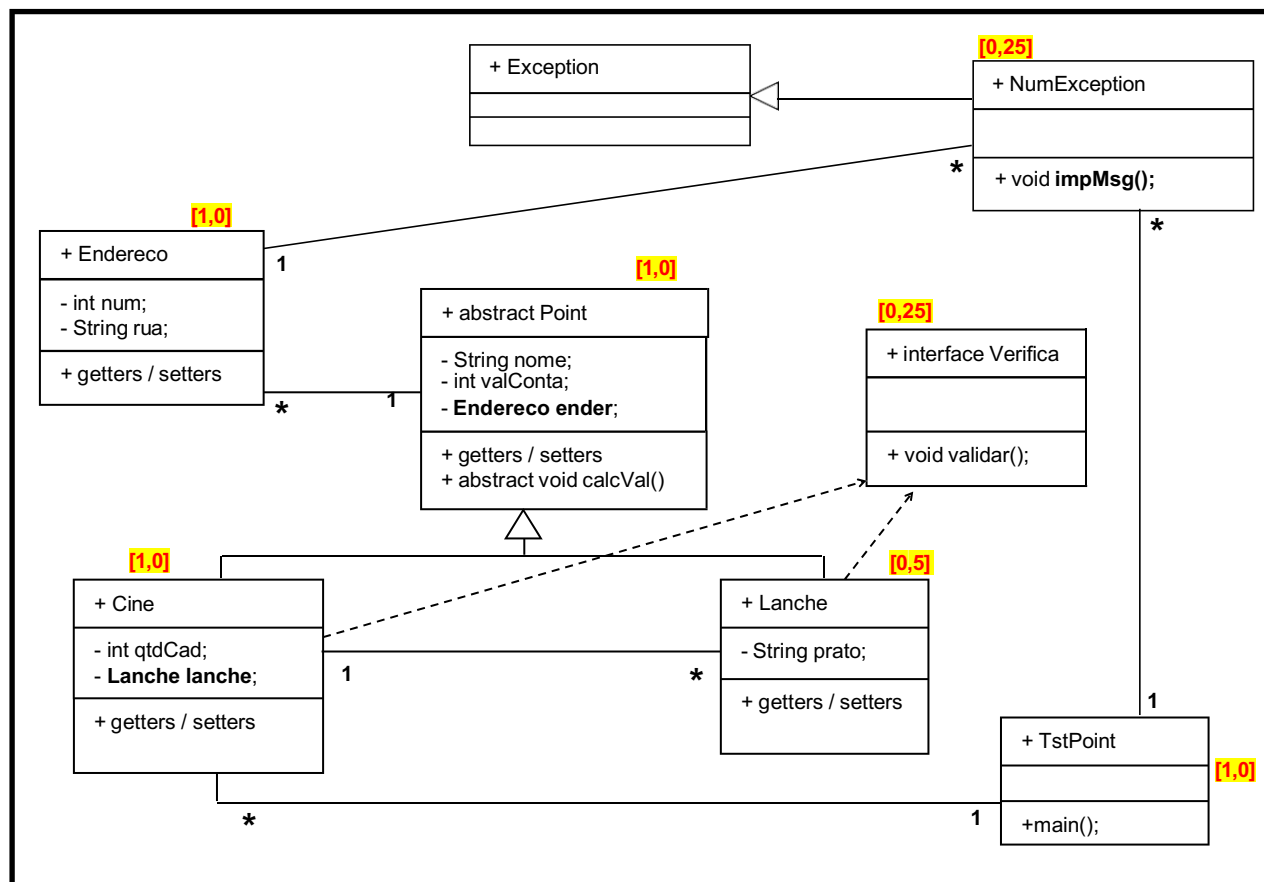 [0,25]
+ Exception
+ NumException
+ void impMsg();
*
*
[1,0]
+ Endereco
- int num;
- String rua;
+ getters / setters
1
*
1
[1,0]
+ abstract Point
- String nome;
- int valConta;
- Endereco ender;
+ getters / setters
+ abstract void calcVal()
[0,25]
+ interface Verifica
+ void validar();
[1,0]
+ Cine
- int qtdCad;
- Lanche lanche;
+ getters / setters
1
*
[0,5]
+ Lanche
- String prato;
+ getters / setters
1
+ TstPoint
[1,0]
+main();
*
1